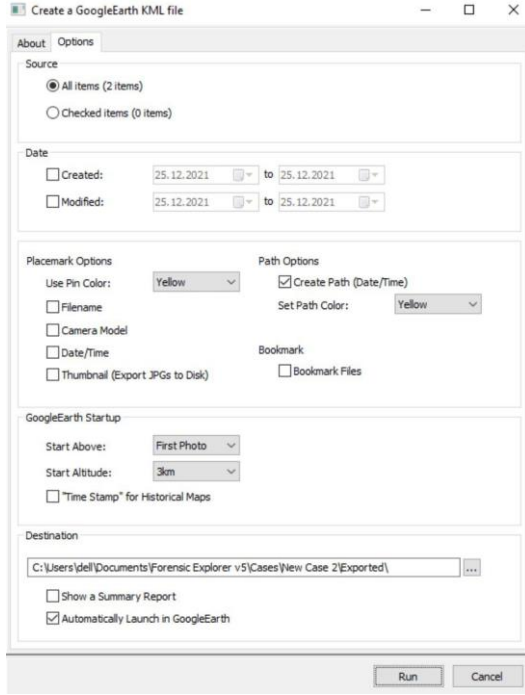 Create a GoogleEarth KML file
About Options
Source
All items (2 items)
Checked items (0 items)
Date
Created: 25.12.2021 to 25.12.2021
Modified: 25.12.2021 to 25.12.2021
Placemark Options Path Options
Use Pin Color: Yellow Create Path (Date/Time)
Filename Set Path Color: Yellow
Camera Model
Date/Time Bookmark
Thumbnail (Export JPGs to Disk) Bookmark Files
GoogleEarth Startup
Start Above: First Photo
Start Altitude: 3km
"Time Stamp" for Historical Maps
Destination
C:\Users\dell\Documents\Forensic Explorer v5\Cases\New Case 2\Exported\ ...
Show a Summary Report
Automatically Launch in GoogleEarth
Run Cancel